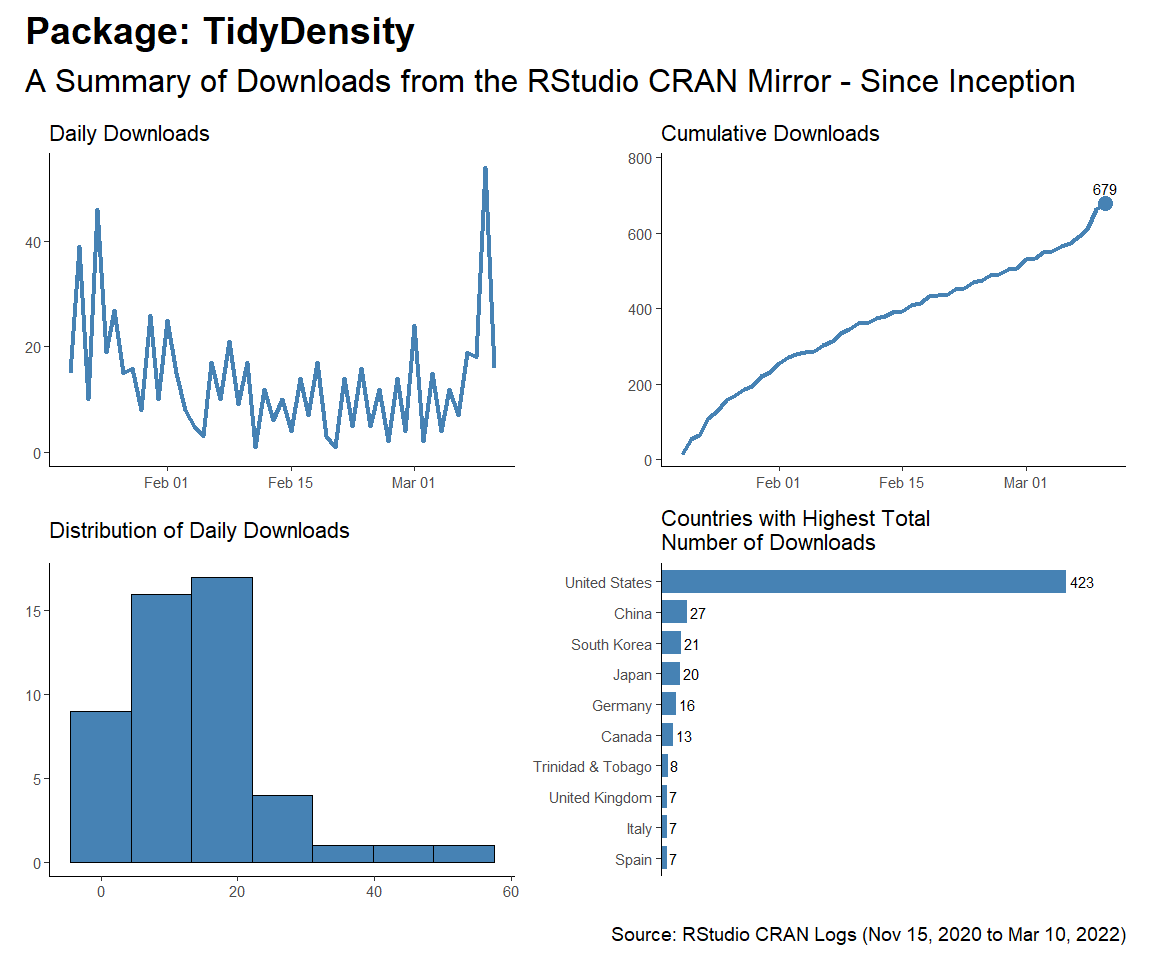 Package: TidyDensity
A Summary of Downloads from the RStudio CRAN Mirror - Since Inception
Daily Downloads
40
20
0
Feb 01
Feb 15
Mar 01
Cumulative Downloads
800
600
400
200
0
679
Feb 01
Feb 15
Mar 01
Distribution of Daily Downloads
15
10
5
0
0
20
40
60
Countries with Highest Total
Number of Downloads
United States 423
China 27
South Korea 21
Japan 20
Germany 16
Canada 13
Trinidad & Tobago 8
United Kingdom 7
Italy 7
Spain 7
Source: RStudio CRAN Logs (Nov 15, 2020 to Mar 10, 2022)